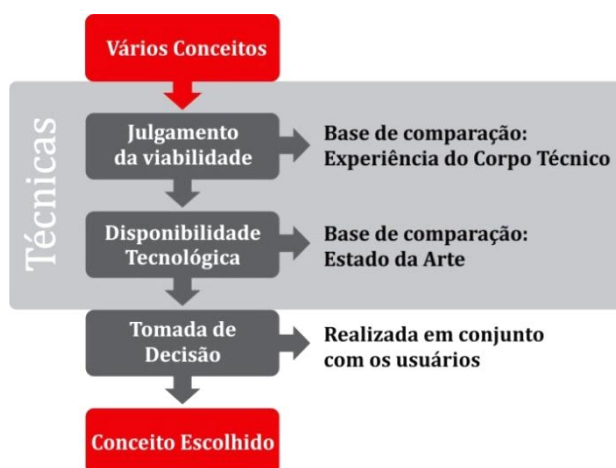 Vários Conceitos
Técnicas
Julgamento
da viabilidade
Base de comparação:
Experiência do Corpo Técnico
Disponibilidade
Tecnológica
Base de comparação:
Estado da Arte
Tomada de
Decisão
Realizada em conjunto
com os usuários
Conceito Escolhido